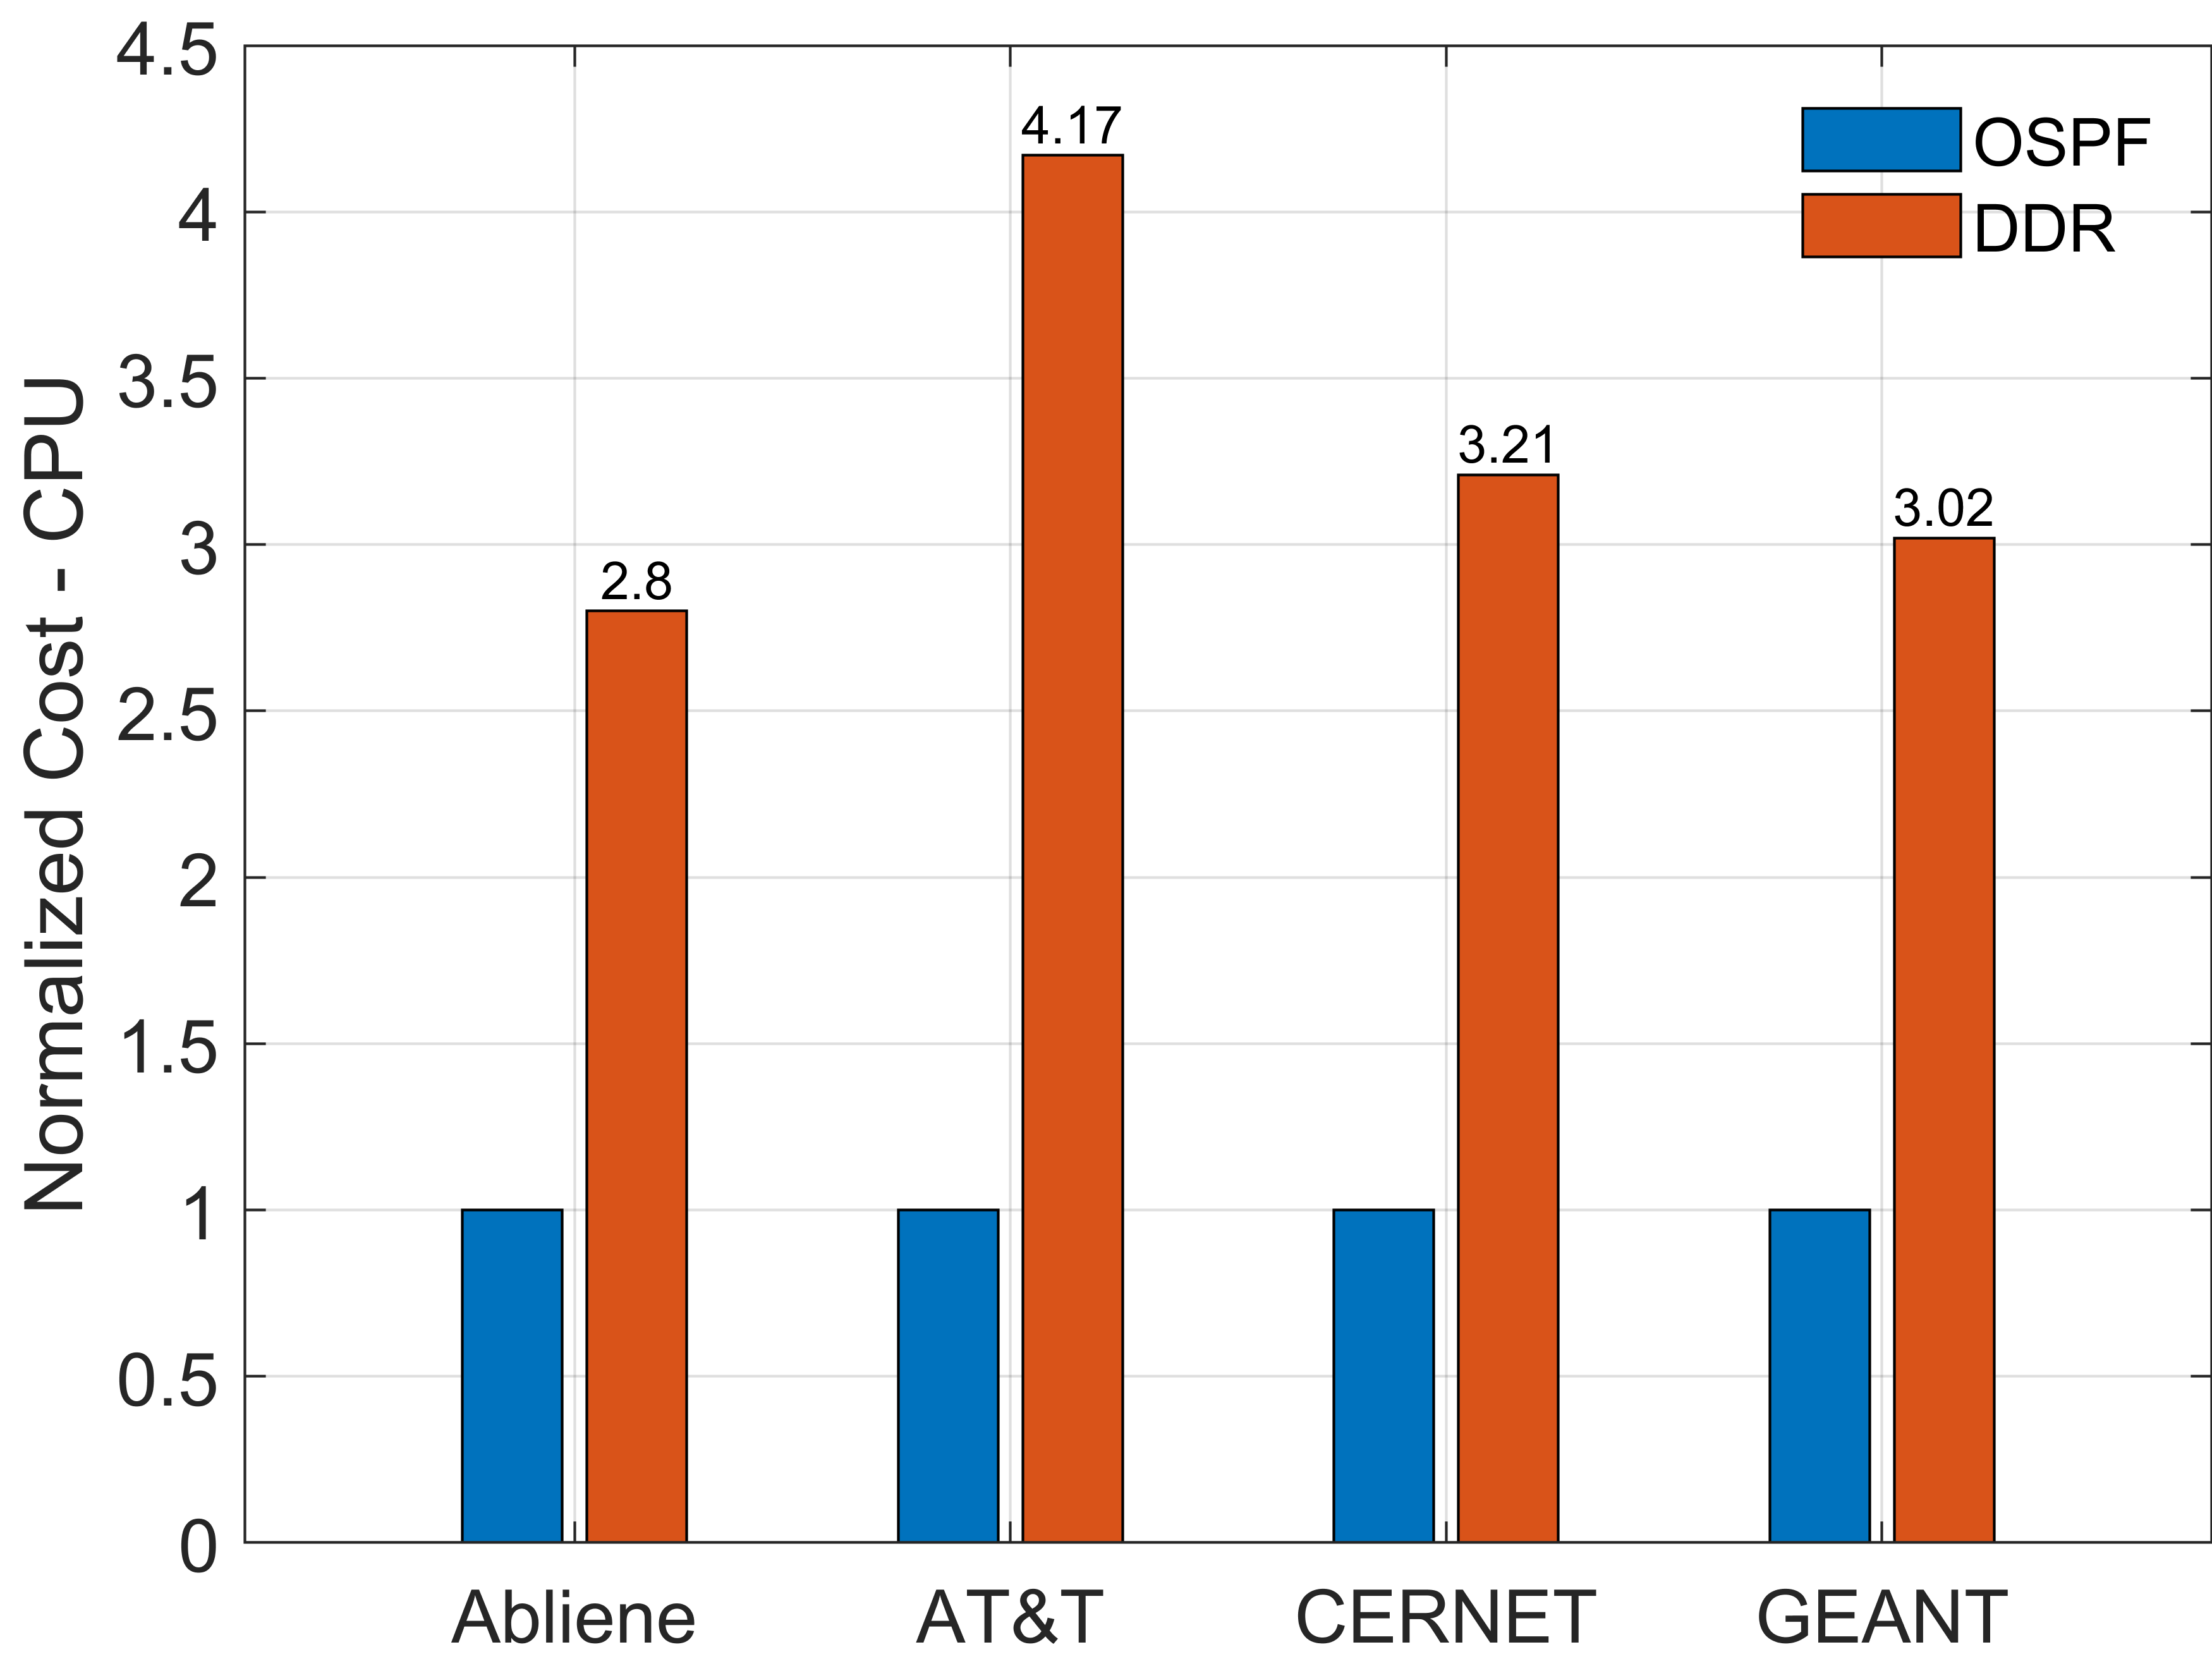 Normalized Cost - CPU
4.5
4
3.5
3
2.5
2
1.5
1
0.5
0
2.8
4.17
3.21
3.02
OSPF
DDR
Abliene
AT&T
CERNET
GEANT